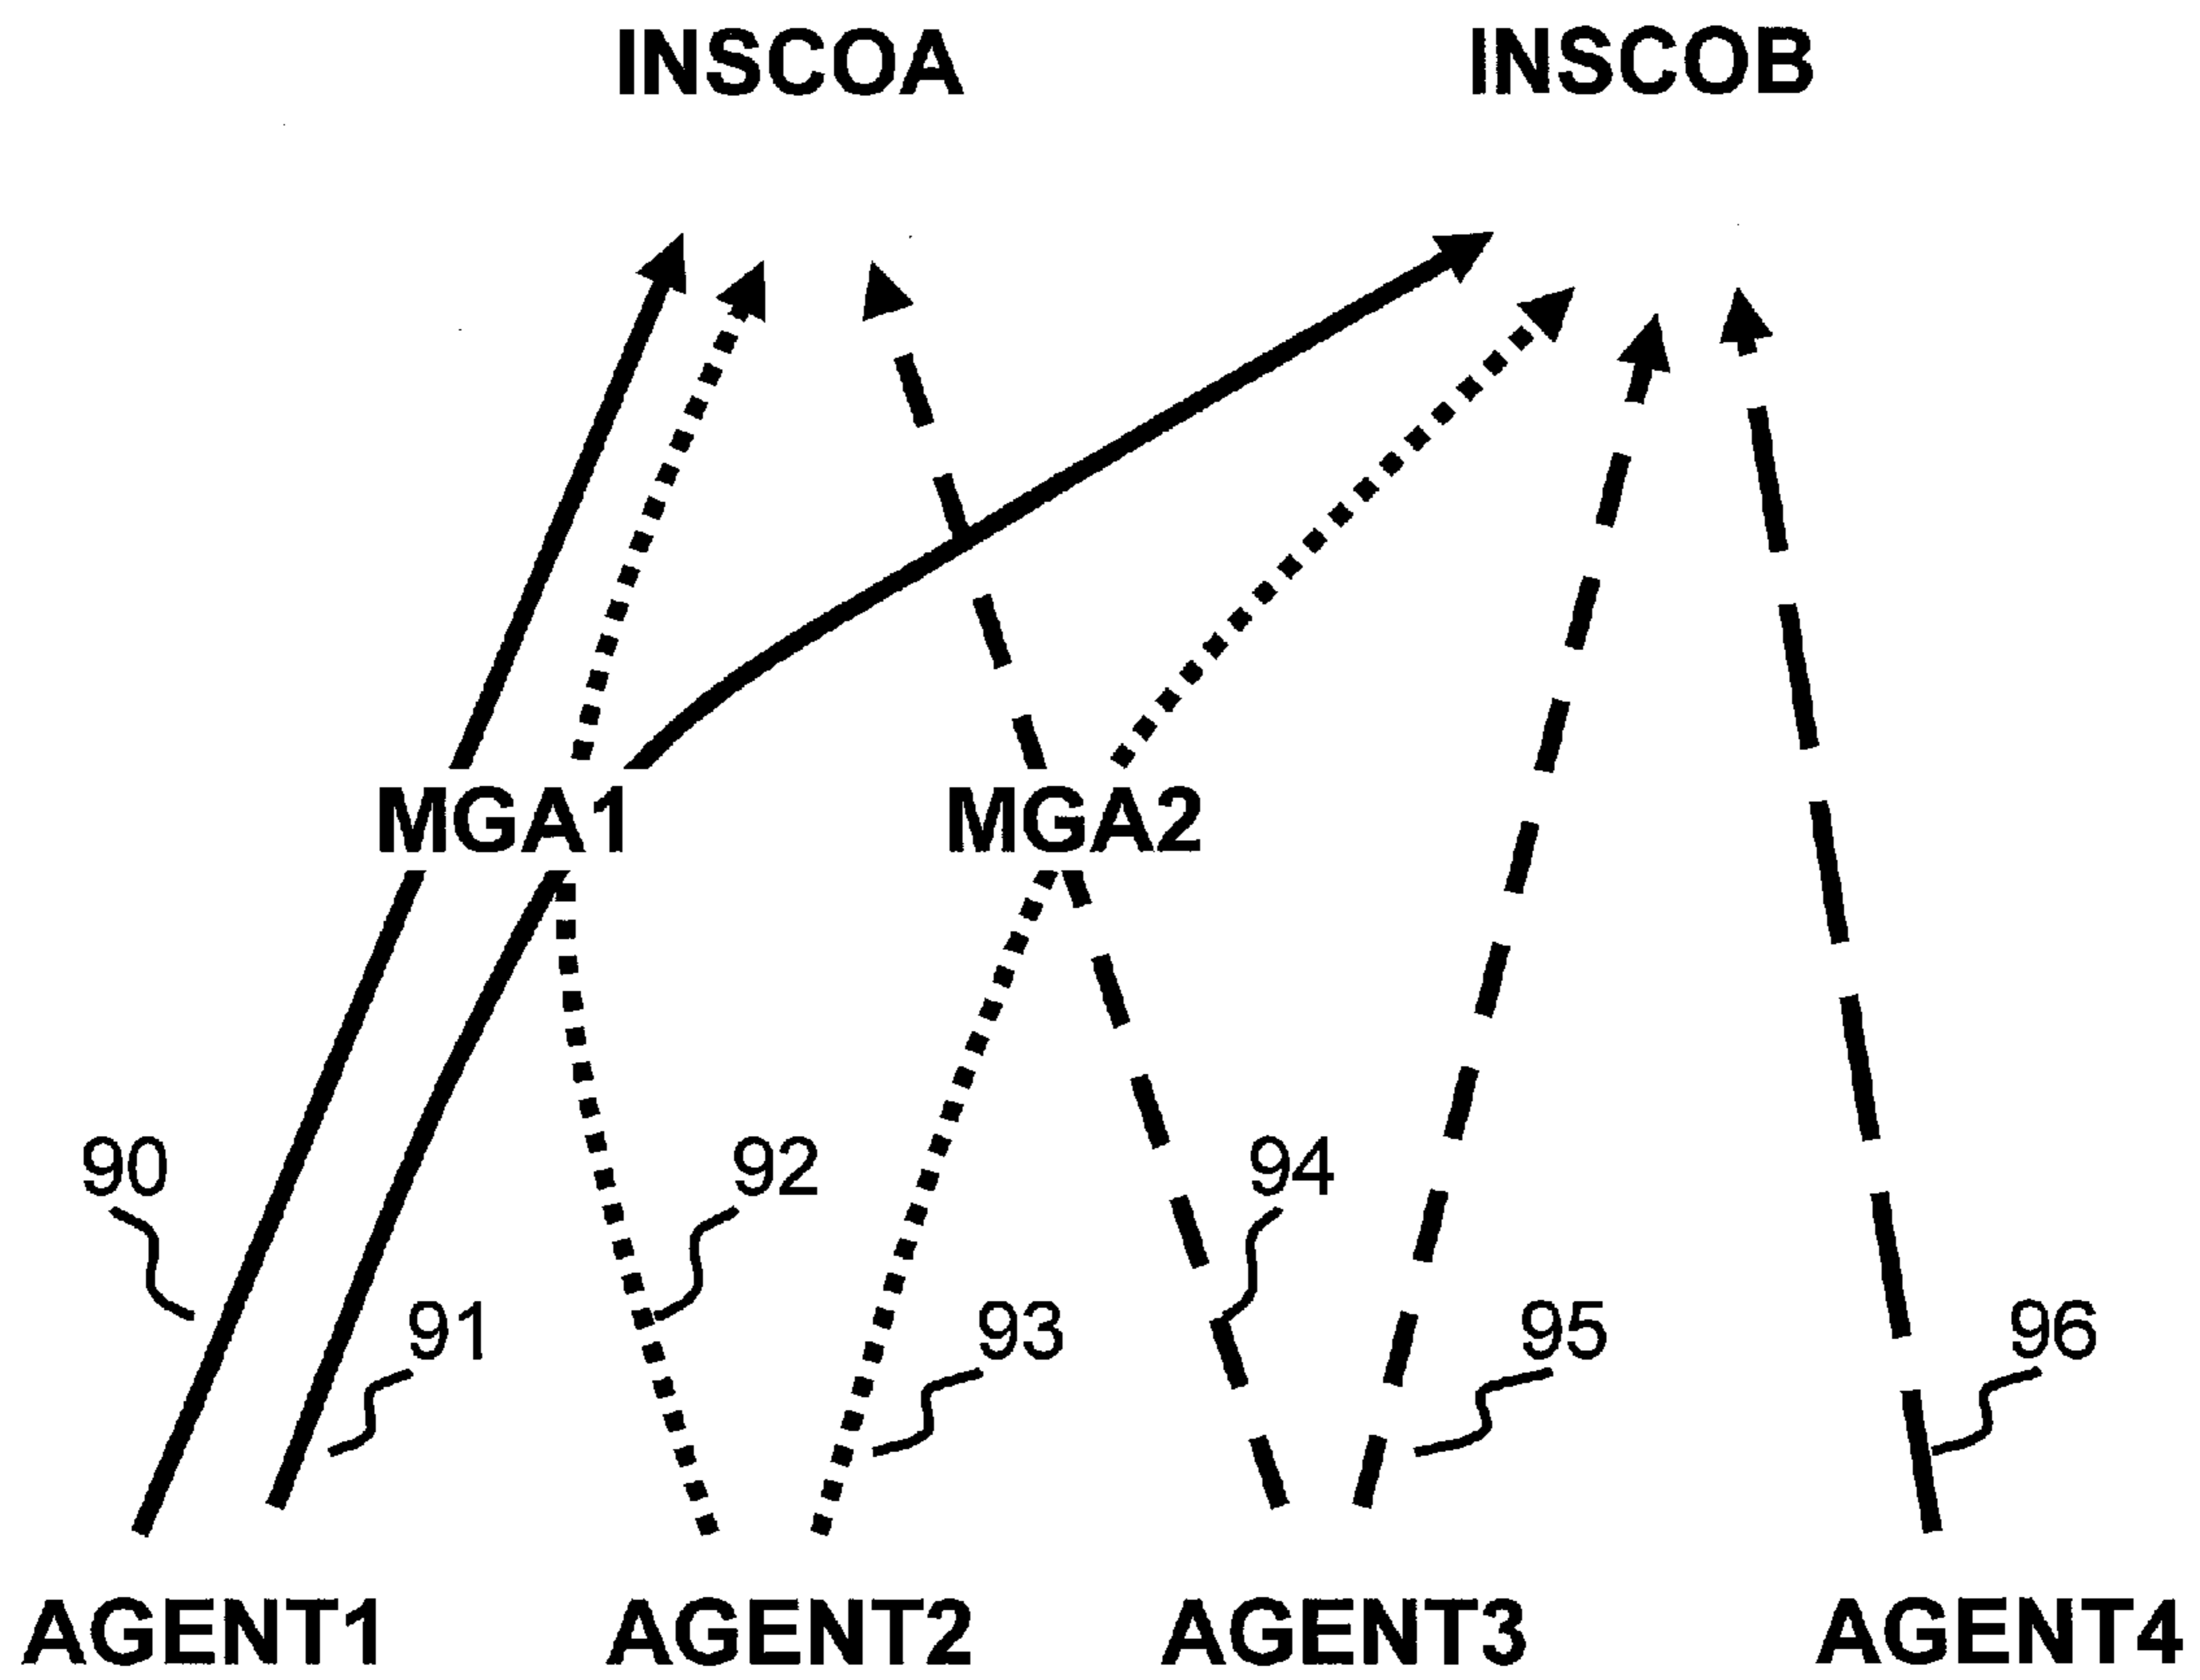 INSCOA INSCOB
MGA1 MGA2
90 92 94
91 93 95 96
AGENT1 AGENT2 AGENT3 AGENT4